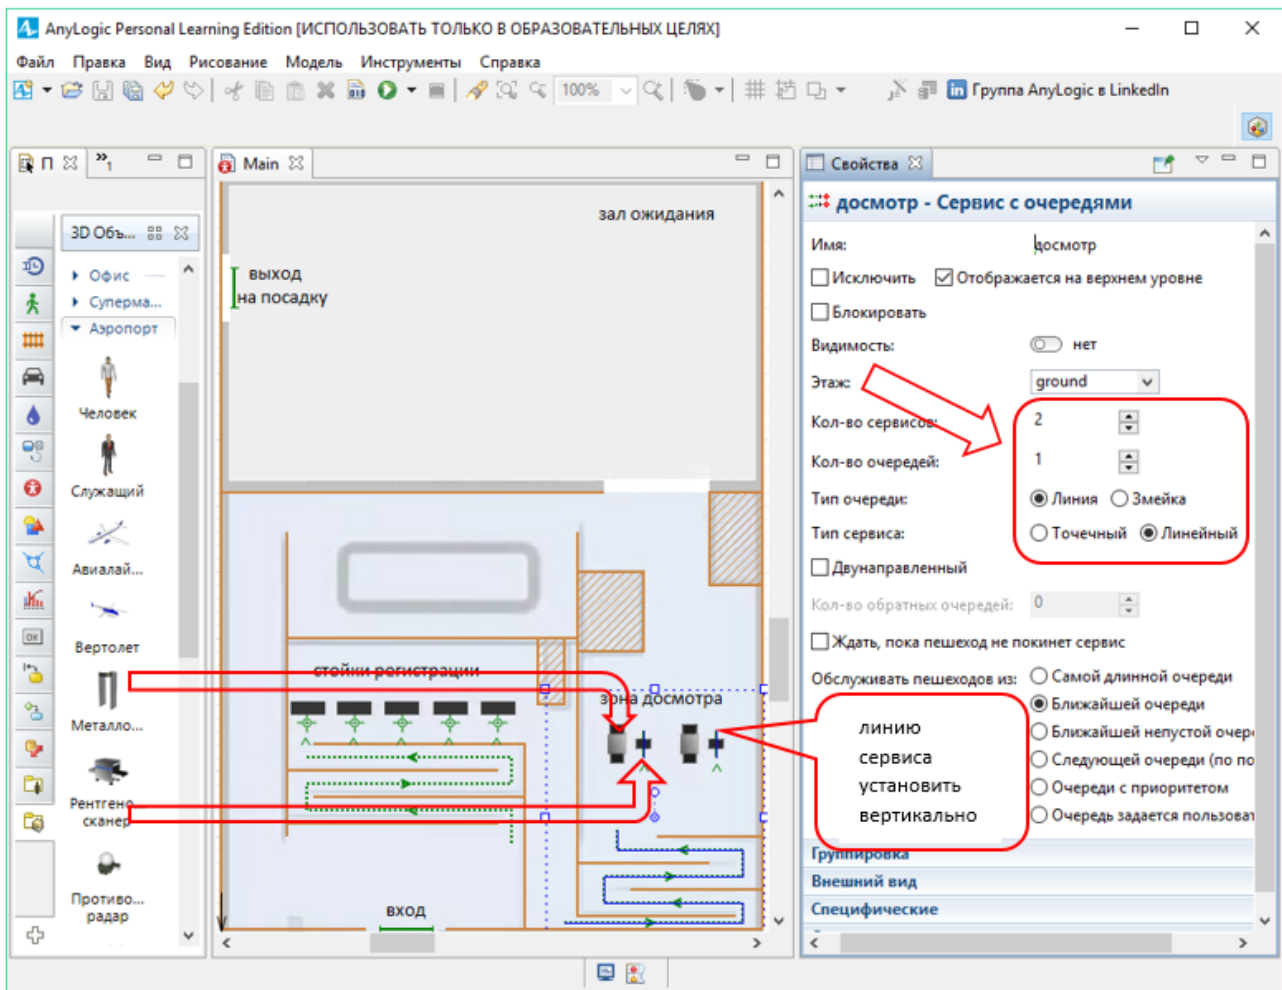 AnyLogic Personal Learning Edition [ИСПОЛЬЗОВАТЬ ТОЛЬКО В ОБРАЗОВАТЕЛЬНЫХ ЦЕЛЯХ]
Файл Правка Вид Рисование Модель Инструменты Справка
100% Группа AnyLogic в LinkedIn
П »1
3D Объ...
Офис
Суперма...
Аэропорт
Человек
Служащий
Авиалай...
Вертолет
Металло...
Рентгено...
сканер
Противо...
радар
Main
зал ожидания
выход
на посадку
стойки регистрации
зона досмотра
вход
Свойства
досмотр - Сервис с очередями
Имя: досмотр
Исключить Отображается на верхнем уровне
Блокировать
Видимость: нет
Этаж: ground
Кол-во сервисов: 2
Кол-во очередей: 1
Тип очереди: Линия Змейка
Тип сервиса: Точечный Линейный
Двунаправленный
Кол-во обратных очередей: 0
Ждать, пока пешеход не покинет сервис
Обслуживать пешеходов из: Самой длинной очереди
Ближайшей очереди
Ближайшей непустой очер
Следующей очереди (по по
Очереди с приоритетом
Очередь задается пользоват
линию
сервиса
установить
вертикально
Группировка
Внешний вид
Специфические